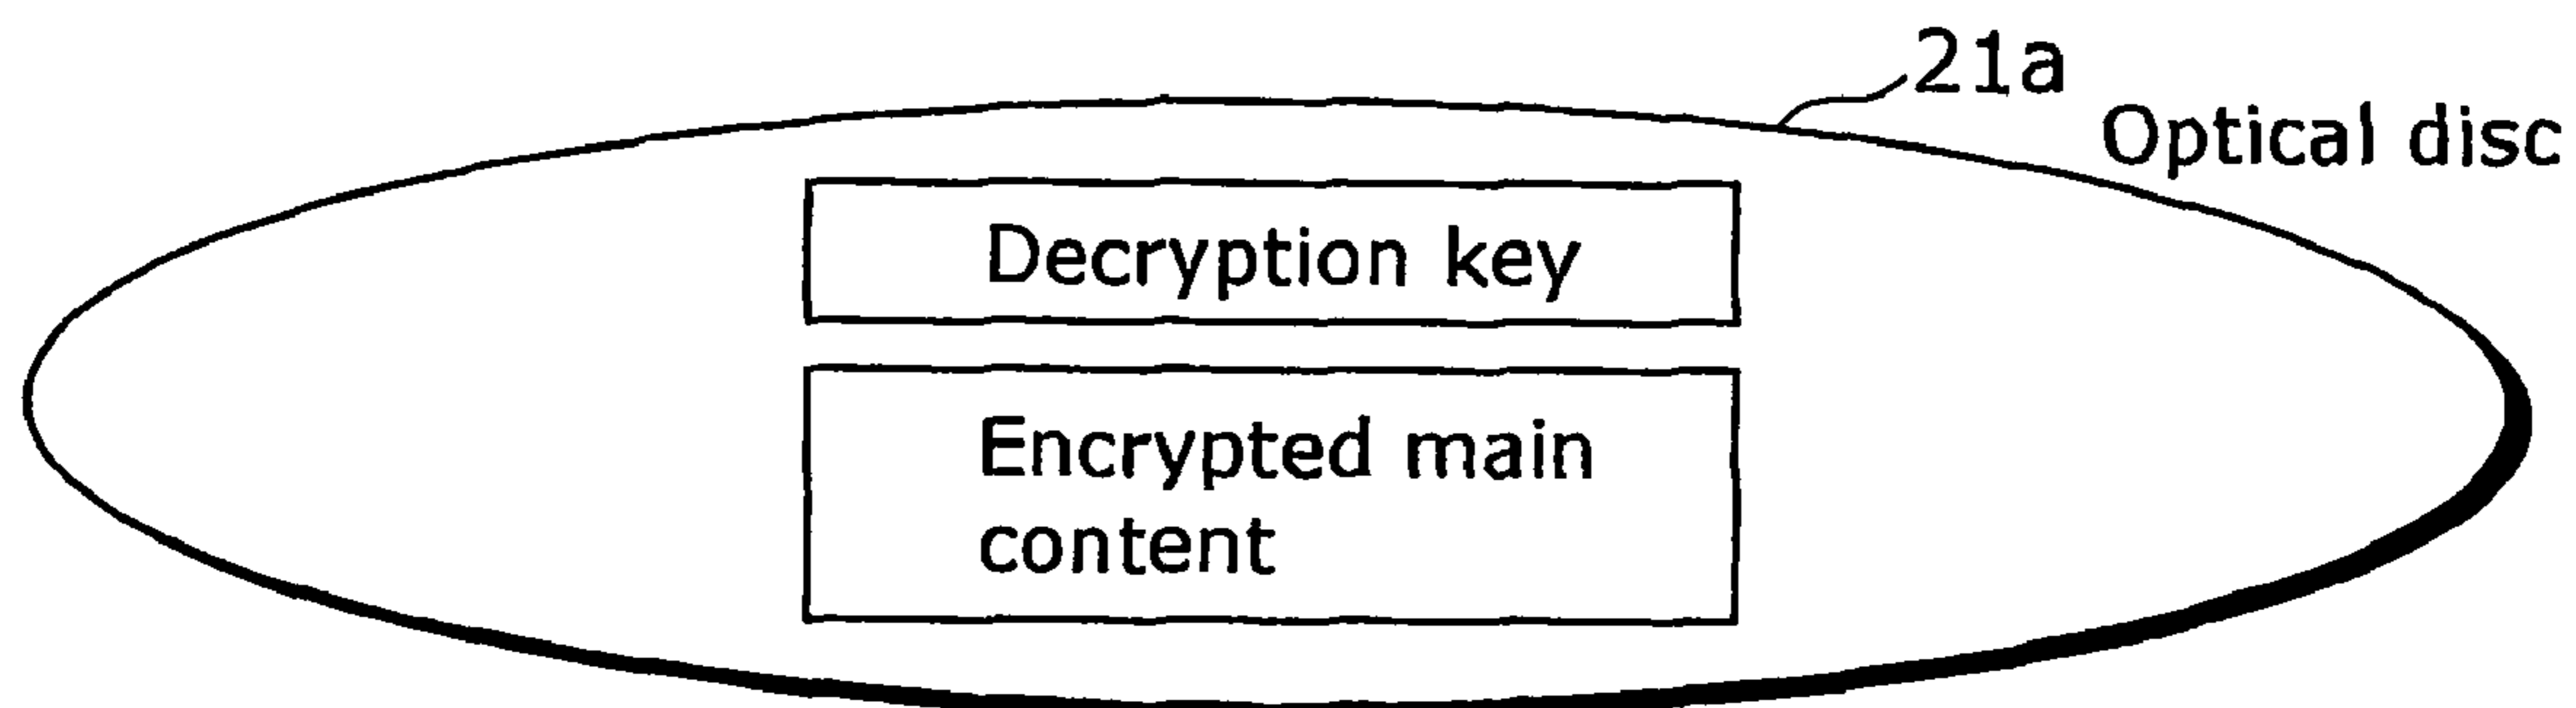 21a
Optical disc
Decryption key
Encrypted main
content